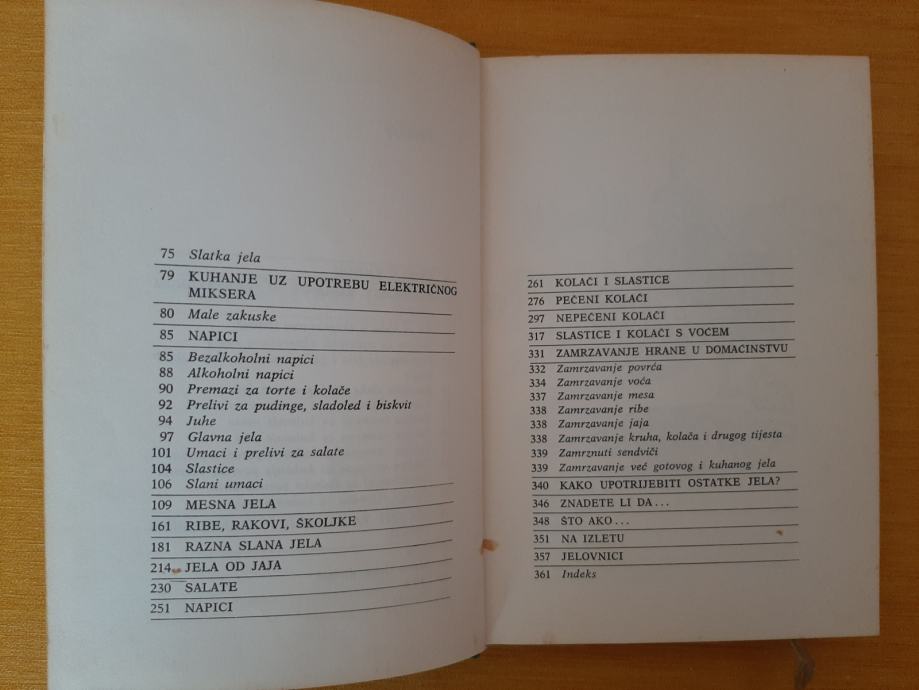 75 Slatka jela
79 KUHANJE UZ UPOTREBU ELEKTRIČNOG
MIKSERA
80 Male zakuske
85 NAPICI
85 Bezalkoholni napici
88 Alkoholni napici
90 Premazi za torte i kolače
92 Prelivi za pudinge, sladoled i biskvit
94 Juhe
97 Glavna jela
101 Umaci i prelivi za salate
104 Slastice
106 Slani umaci
109 MESNA JELA
161 RIBE, RAKOVI, ŠKOLJKE
181 RAZNA SLANA JELA
214 JELA OD JAJA
230 SALATE
251 NAPICI
261 KOLAČI I SLASTICE
276 PEČENI KOLAČI
297 NEPEČENI KOLAČI
317 SLASTICE I KOLAČI S VOĆEM
331 ZAMRZAVANJE HRANE U DOMAĆINSTVU
332 Zamrzavanje povrća
334 Zamrzavanje voća
337 Zamrzavanje mesa
338 Zamrzavanje ribe
338 Zamrzavanje jaja
338 Zamrzavanje kruha, kolača i drugog tijesta
339 Zamrznuti sendviči
339 Zamrzavanje već gotovog i kuhanog jela
340 KAKO UPOTRIJEBITI OSTATKE JELA?
346 ZNADETE LI DA...
348 ŠTO AKO...
351 NA IZLETU
357 JELOVNICI
361 Indeks